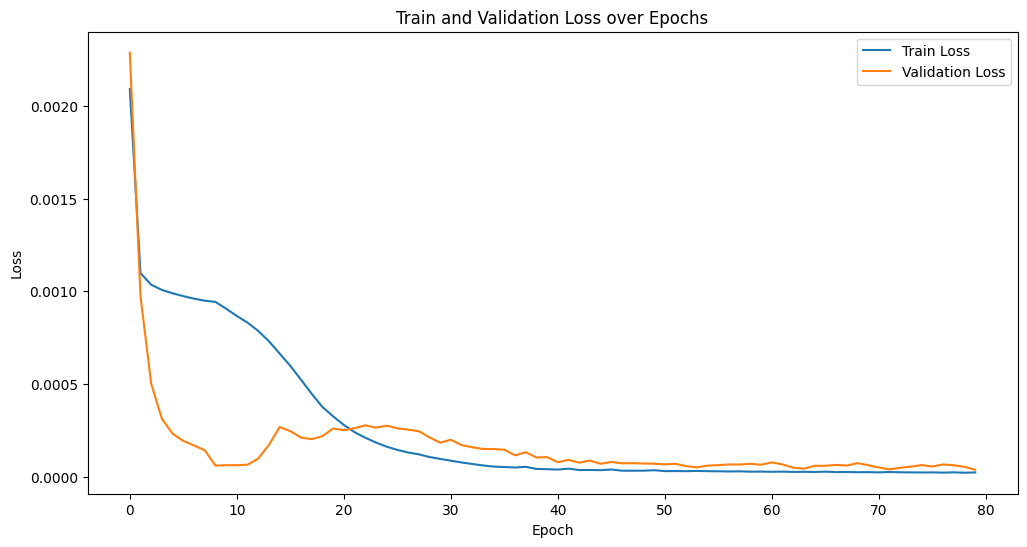 Train and Validation Loss over Epochs
Train Loss
Validation Loss
0.0020
0.0015
0.0010
0.0005
0.0000
Loss
0 10 20 30 40 50 60 70 80
Epoch